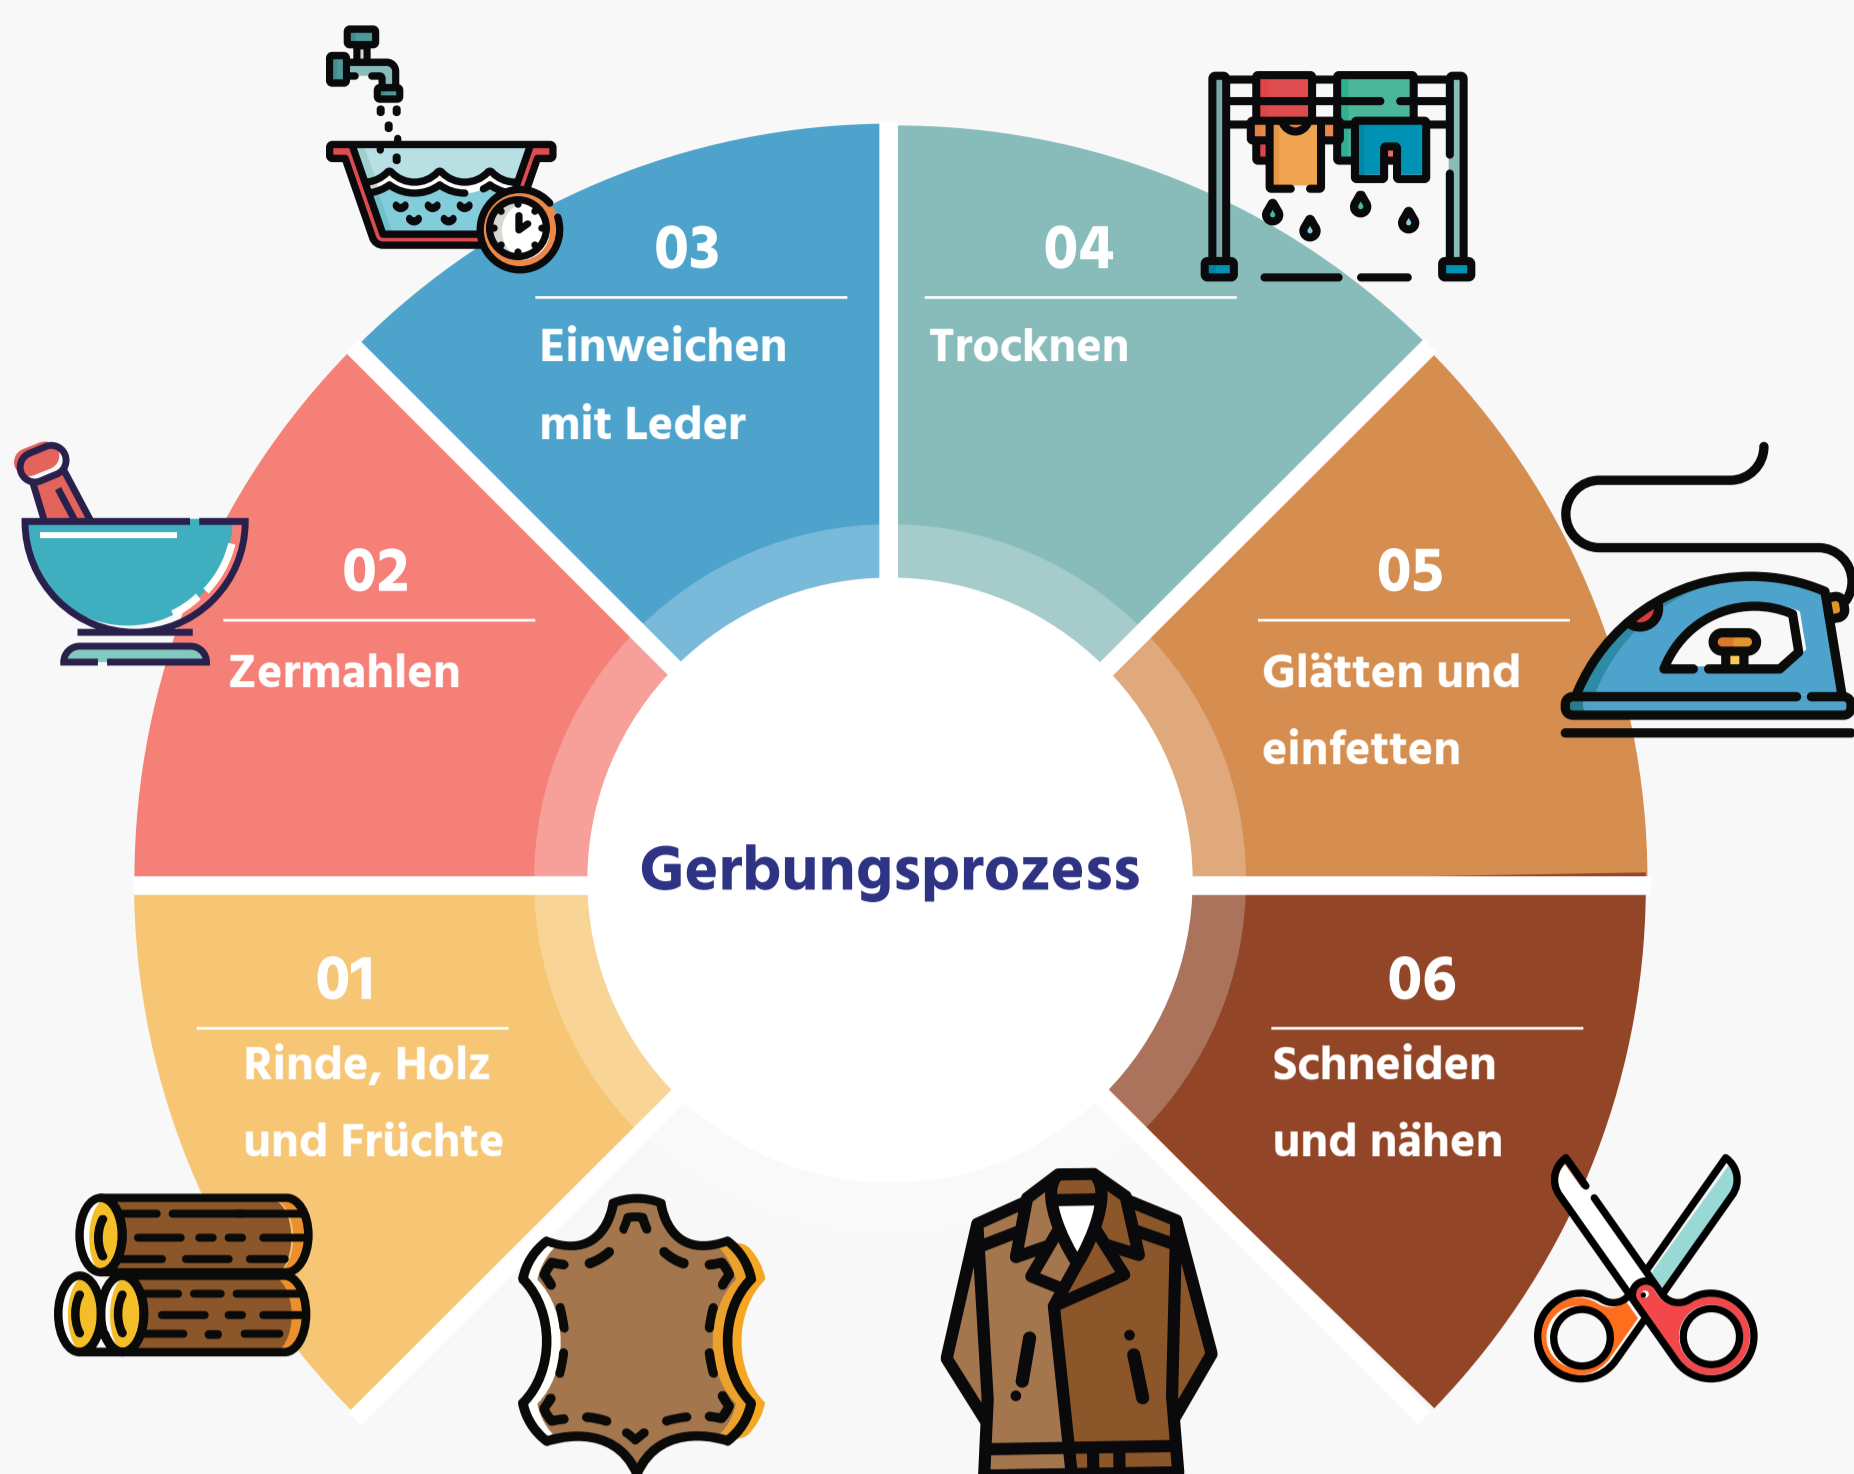 Gerbungsprozess
01
Rinde, Holz
und Früchte
02
Zermahlen
03
Einweichen
mit Leder
04
Trocknen
05
Glätten und
einfetten
06
Schneiden
und nähen